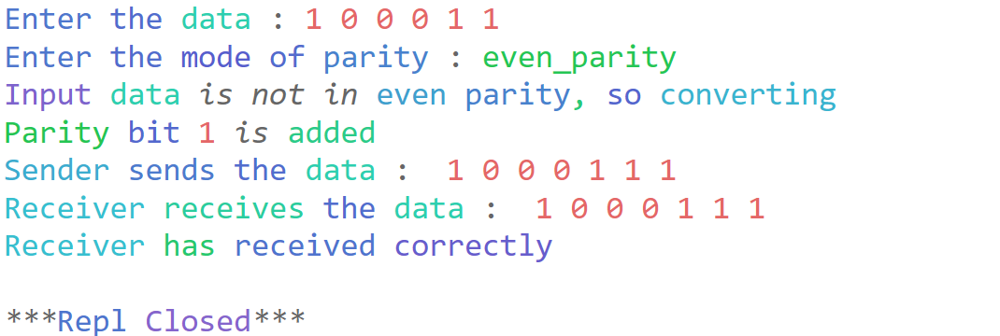 Enter the data : 1 0 0 0 1 1
Enter the mode of parity : even_parity
Input data is not in even parity, so converting
Parity bit 1 is added
Sender sends the data :  1 0 0 0 1 1 1
Receiver receives the data :  1 0 0 0 1 1 1
Receiver has received correctly
***Repl Closed***